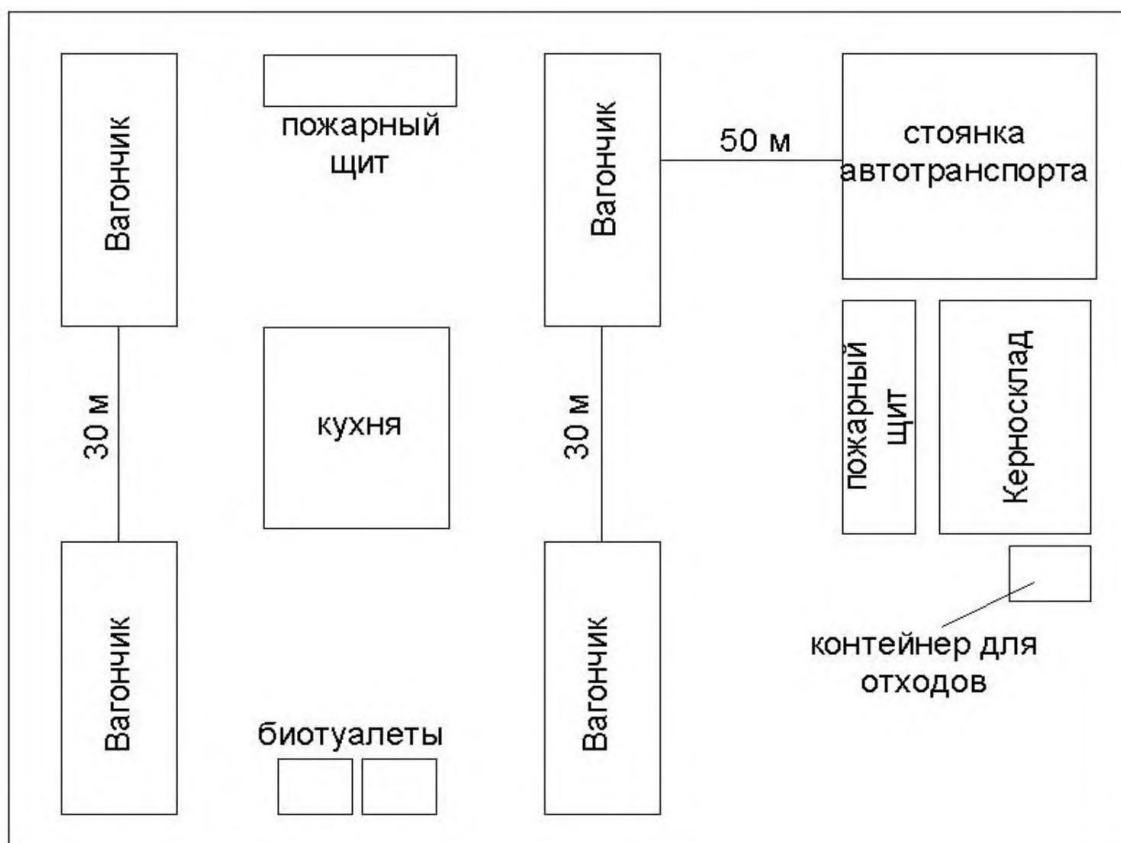 Вагончик
пожарный
щит
Вагончик
50 м
стоянка
автотранспорта
30 м
кухня
30 м
пожарный
щит
Керносклад
Вагончик
биотуалеты
Вагончик
контейнер для
отходов